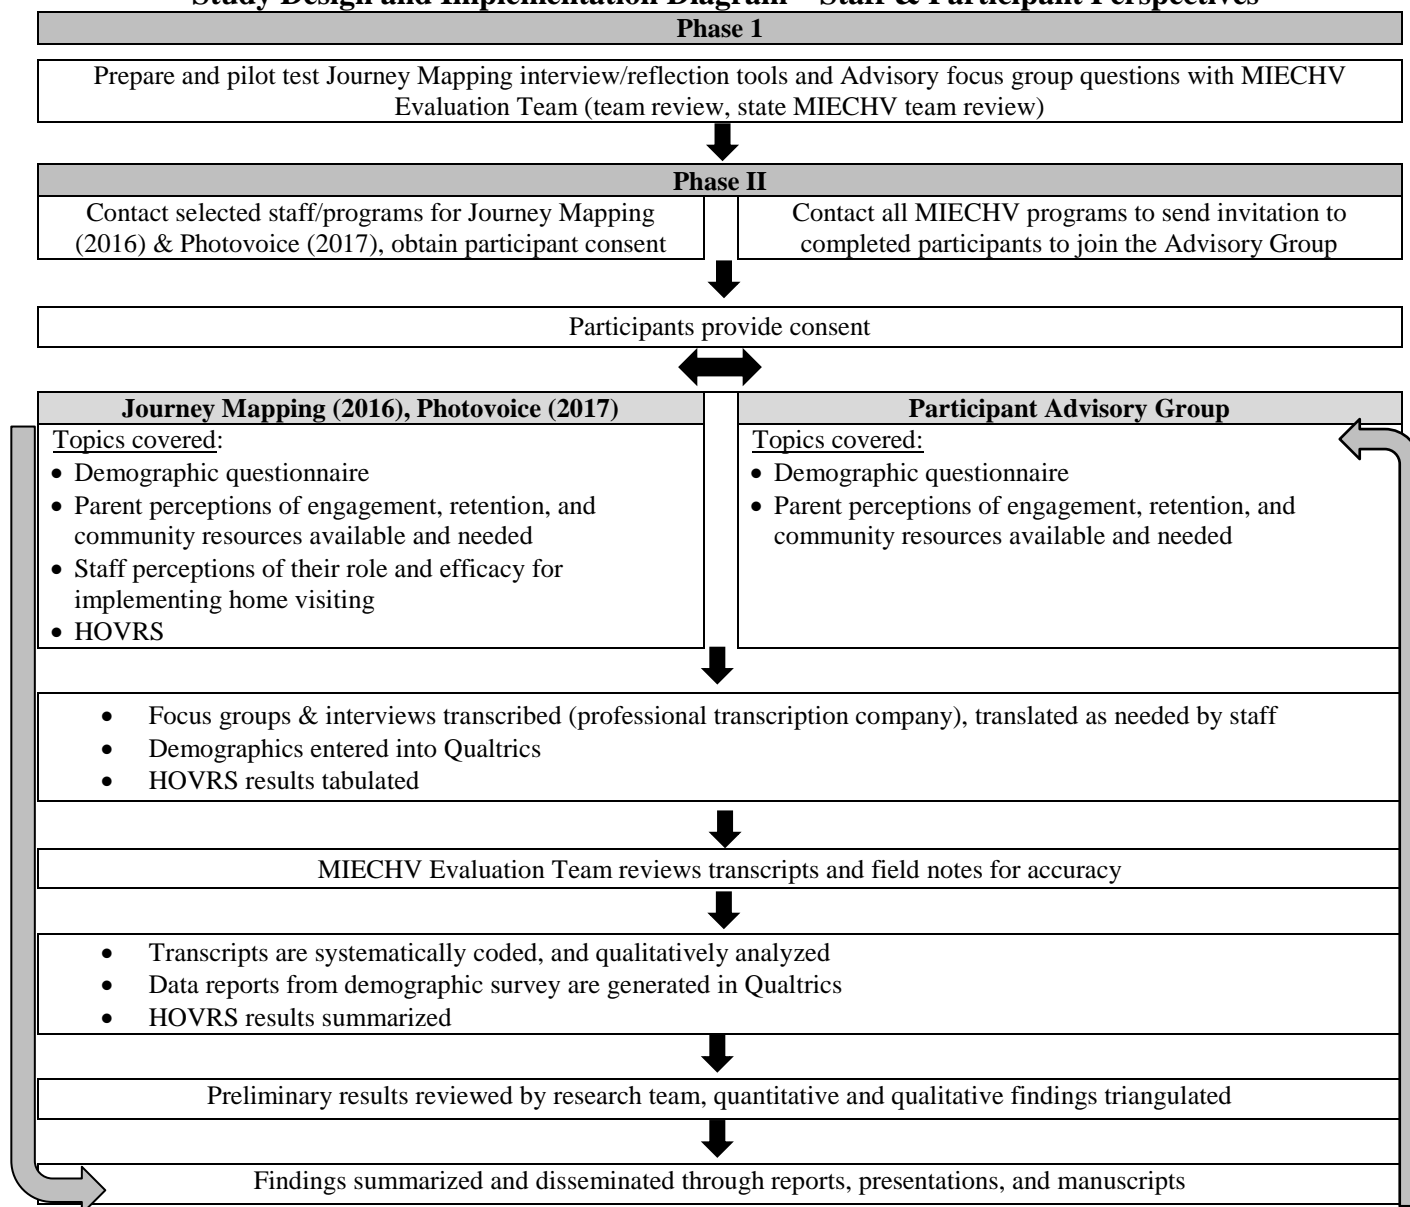 Study Design and Implementation Diagram – Staff & Participant Perspectives
Phase 1
Prepare and pilot test Journey Mapping interview/reflection tools and Advisory focus group questions with MIECHV
Evaluation Team (team review, state MIECHV team review)
Phase II
Contact selected staff/programs for Journey Mapping
(2016) & Photovoice (2017), obtain participant consent
Contact all MIECHV programs to send invitation to
completed participants to join the Advisory Group
Participants provide consent
Journey Mapping (2016), Photovoice (2017)
Topics covered:
• Demographic questionnaire
• Parent perceptions of engagement, retention, and
community resources available and needed
• Staff perceptions of their role and efficacy for
implementing home visiting
• HOVRS
Participant Advisory Group
Topics covered:
• Demographic questionnaire
• Parent perceptions of engagement, retention, and
community resources available and needed
• Focus groups & interviews transcribed (professional transcription company), translated as needed by staff
• Demographics entered into Qualtrics
• HOVRS results tabulated
MIECHV Evaluation Team reviews transcripts and field notes for accuracy
• Transcripts are systematically coded, and qualitatively analyzed
• Data reports from demographic survey are generated in Qualtrics
• HOVRS results summarized
Preliminary results reviewed by research team, quantitative and qualitative findings triangulated
Findings summarized and disseminated through reports, presentations, and manuscripts